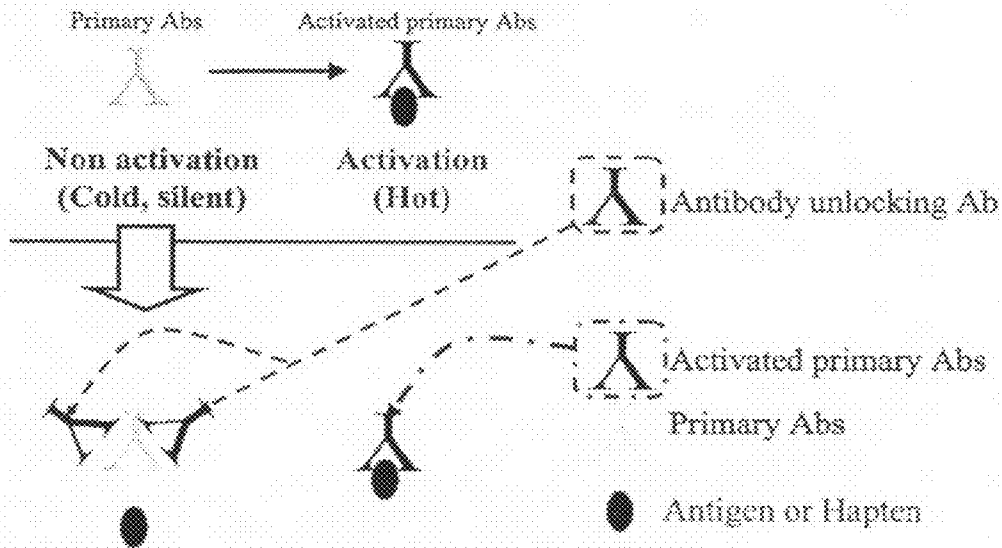 Primary Abs
Activated primary Abs
Non activation
(Cold, silent)
Activation
(Hot)
Antibody unlocking Ab
Activated primary Abs
Primary Abs
Antigen or Hapten